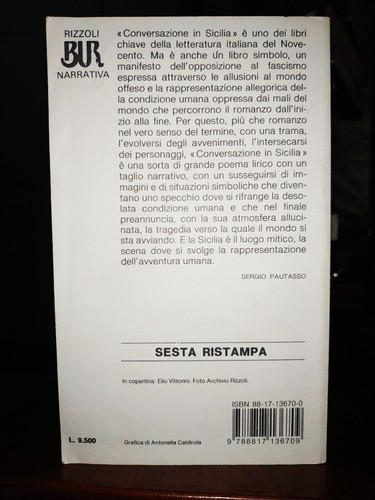 RIZZOLI
BUR
NARRATIVA
«Conversazione in Sicilia» è uno dei libri
chiave della letteratura italiana del Nove-
cento. Ma è anche un libro simbolo, un
manifesto dell'opposizione al fascismo
espressa attraverso le allusioni al mondo
offeso e la rappresentazione allegorica del-
la condizione umana oppressa dai mali del
mondo che percorrono il romanzo dall'ini-
zio alla fine. Per questo, più che romanzo
nel vero senso del termine, con una trama,
l'evolversi degli avvenimenti, l'intersecarsi
dei personaggi, «Conversazione in Sicilia»
è una sorta di grande poema lirico con un
taglio narrativo, con un susseguirsi di im-
magini e di situazioni simboliche che diven-
tano uno specchio dove si rifrange la deso-
lata condizione umana e che nel finale
preannuncia, con la sua atmosfera alluci-
nata, la tragedia verso la quale il mondo si
sta avviando. E la Sicilia è il luogo mitico, la
scena dove si svolge la rappresentazione
dell'avventura umana.
SERGIO PAUTASSO
SESTA RISTAMPA
In copertina: Elio Vittorini. Foto Archivio Rizzoli.
ISBN 88-17-13670-0
9 788817 136709
L. 9.500
Grafica di Antonella Caldirola